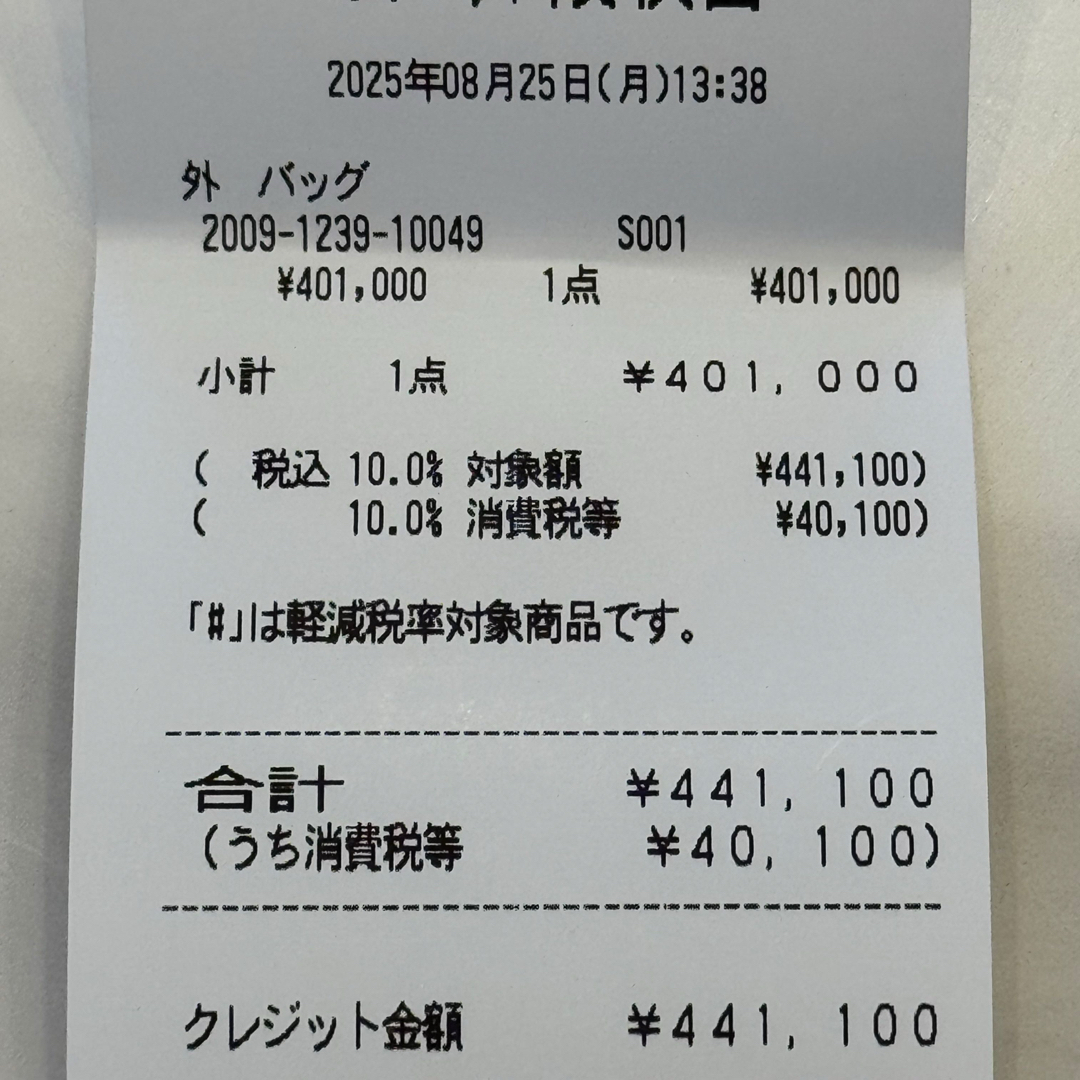 2025年08月25日(月)13:38
外 バッグ
2009-1239-10049 S001
¥401,000 1点 ¥401,000
小計 1点 ¥401,000
( 税込 10.0% 対象額 ¥441,100)
( 10.0% 消費税等 ¥40,100)
「#」は軽減税率対象商品です。
合計 ¥441,100
(うち消費税等 ¥40,100)
クレジット金額 ¥441,100